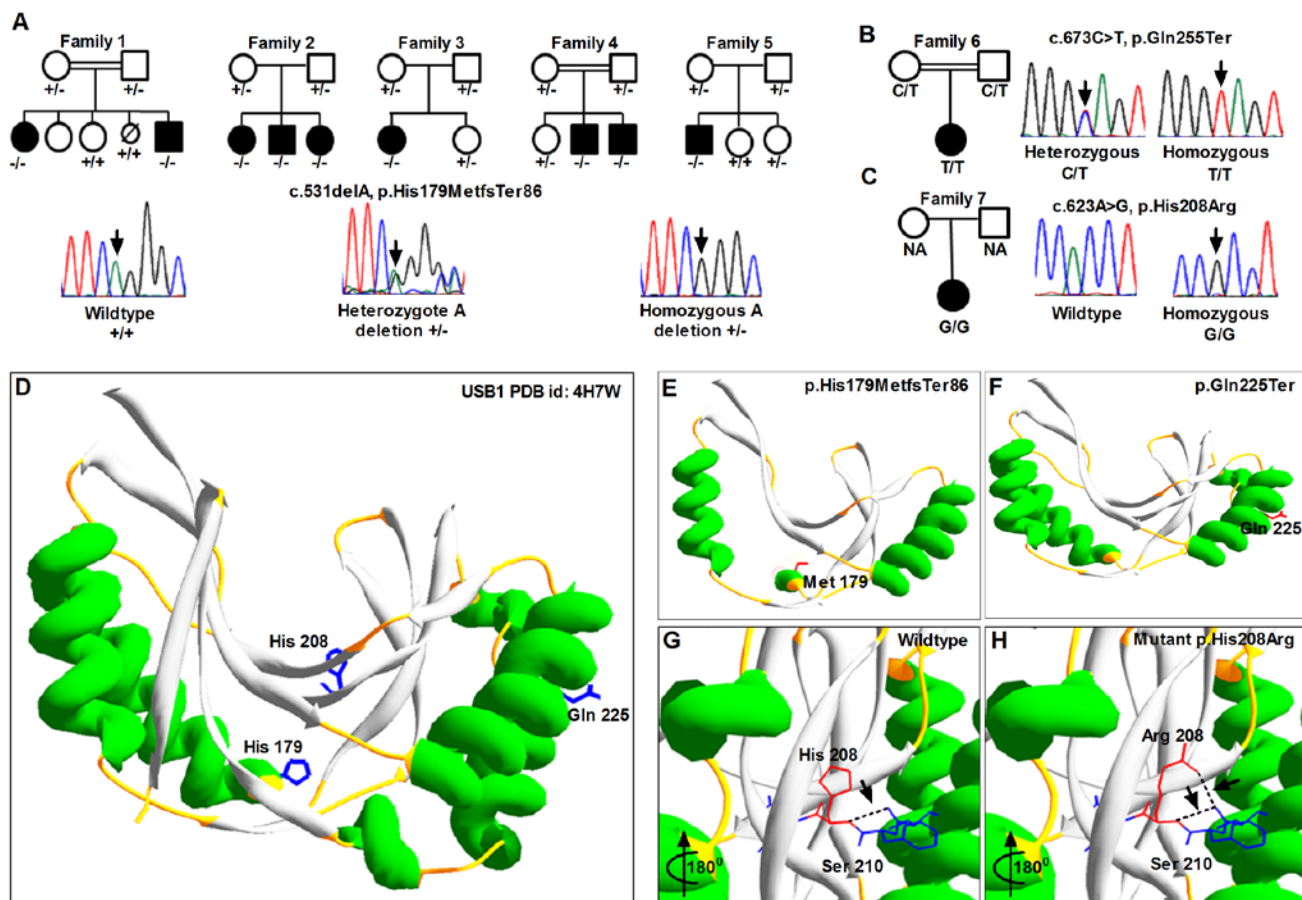 A
Family 1
+/-
+/-
-/-
+/+
+/+
-/-
Family 2
+/-
+/-
-/-
-/-
-/-
Family 3
+/-
+/-
-/-
+/-
Family 4
+/-
+/-
+/-
-/-
-/-
Family 5
+/-
+/-
-/-
+/+
+/-
c.531delA, p.His179MetfsTer86
Wildtype
+/+
Heterozygote A
deletion +/-
Homozygous A
deletion +/-
B
Family 6
C/T
C/T
T/T
c.673C>T, p.Gln255Ter
Heterozygous
C/T
Homozygous
T/T
C
Family 7
NA
NA
G/G
c.623A>G, p.His208Arg
Wildtype
Homozygous
G/G
D
USB1 PDB id: 4H7W
His 208
His 179
Gln 225
E
p.His179MetfsTer86
Met 179
F
p.Gln225Ter
Gln 225
G
Wildtype
His 208
Ser 210
180⁰
H
Mutant p.His208Arg
Arg 208
Ser 210
180⁰